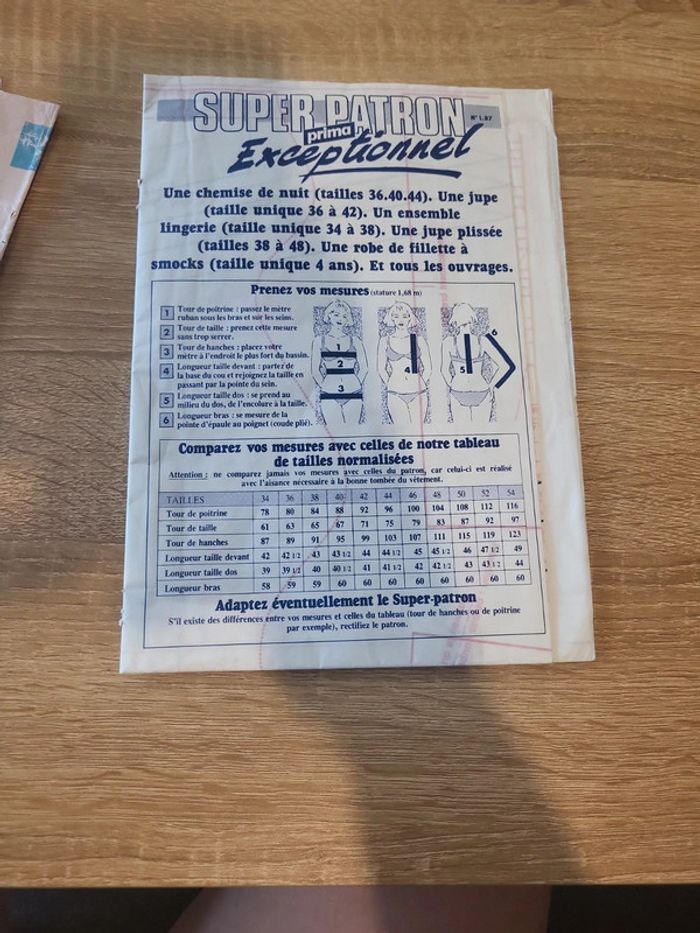 SUPER PATRON
N° 1.87
prima
Exceptionnel
Une chemise de nuit (tailles 36.40.44). Une jupe
(taille unique 36 à 42). Un ensemble
lingerie (taille unique 34 à 38). Une jupe plissée
(tailles 38 à 48). Une robe de fillette à
smocks (taille unique 4 ans). Et tous les ouvrages.
Prenez vos mesures (stature 1,68 m)
1 Tour de poitrine : passez le mètre
ruban sous les bras et sur les seins.
2 Tour de taille : prenez cette mesure
sans trop serrer.
3 Tour de hanches : placez votre
mètre à l'endroit le plus fort du bassin.
4 Longueur taille devant : partez de
la base du cou et rejoignez la taille en
passant par la pointe du sein.
5 Longueur taille dos : se prend au
milieu du dos, de l'encolure à la taille.
6 Longueur bras : se mesure de la
pointe d'épaule au poignet (coude plié).
1
2
3
4
5
6
Comparez vos mesures avec celles de notre tableau
de tailles normalisées
Attention : ne comparez jamais vos mesures avec celles du patron, car celui-ci est réalisé
avec l'aisance nécessaire à la bonne tombée du vêtement.
TAILLES 34 36 38 40 42 44 46 48 50 52 54
Tour de poitrine 78 80 84 88 92 96 100 104 108 112 116
Tour de taille 61 63 65 67 71 75 79 83 87 92 97
Tour de hanches 87 89 91 95 99 103 107 111 115 119 123
Longueur taille devant 42 42 1/2 43 43 1/2 44 44 1/2 45 45 1/2 46 47 1/2 49
Longueur taille dos 39 39 1/2 40 40 1/2 41 41 1/2 42 42 1/2 43 43 1/2 44
Longueur bras 58 59 59 60 60 60 60 60 60 60 60
Adaptez éventuellement le Super-patron
S'il existe des différences entre vos mesures et celles du tableau (tour de hanches ou de poitrine
par exemple), rectifiez le patron.